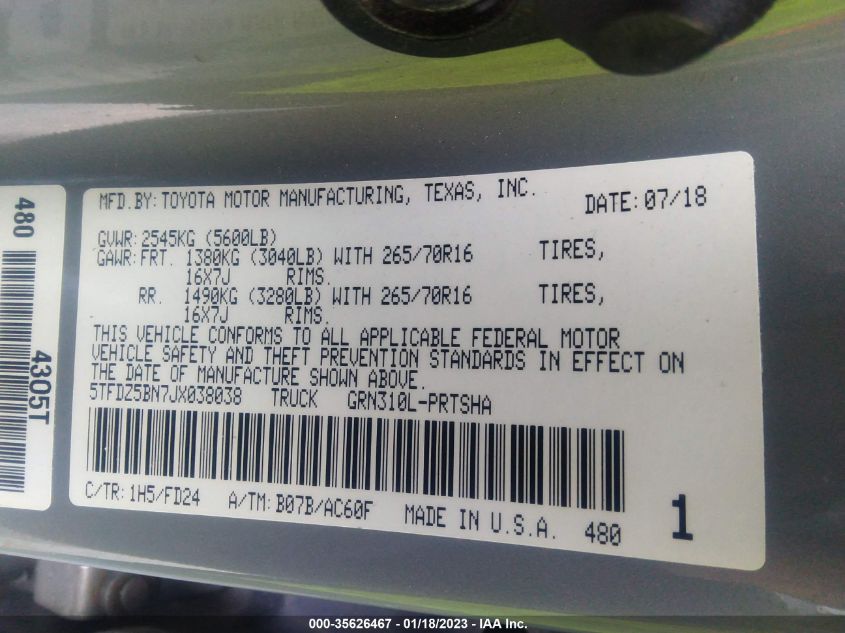 480
4305T
MFD.BY:TOYOTA MOTOR MANUFACTURING, TEXAS, INC. DATE:07/18
GVWR:2545KG (5600LB)
GAWR:FRT. 1380KG (3040LB) WITH 265/70R16 TIRES,
16X7J RIMS.
RR. 1490KG (3280LB) WITH 265/70R16 TIRES,
16X7J RIMS.
THIS VEHICLE CONFORMS TO ALL APPLICABLE FEDERAL MOTOR
VEHICLE SAFETY AND THEFT PREVENTION STANDARDS IN EFFECT ON
THE DATE OF MANUFACTURE SHOWN ABOVE.
5TFDZ5BN7JX038038 TRUCK GRN310L-PRTSHA
C/TR:1H5/FD24 A/TM:B07B/AC60F MADE IN U.S.A. 480 1
000-35626467 - 01/18/2023 - IAA Inc.